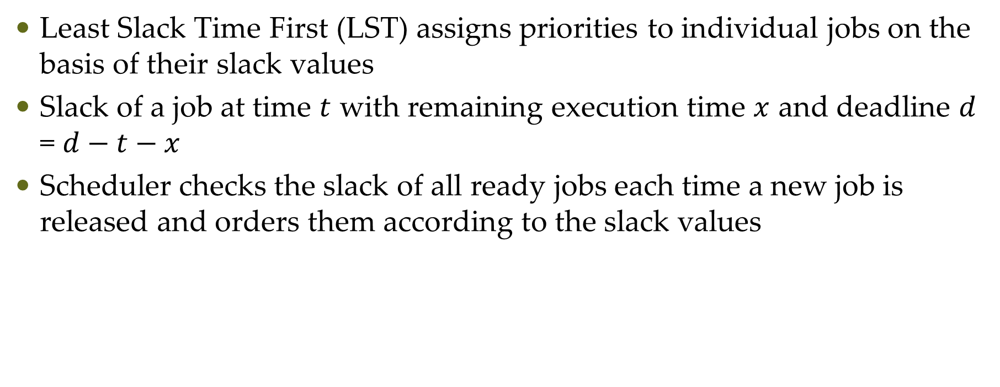 • Least Slack Time First (LST) assigns priorities to individual jobs on the
basis of their slack values
• Slack of a job at time t with remaining execution time x and deadline d
= d − t − x
• Scheduler checks the slack of all ready jobs each time a new job is
released and orders them according to the slack values